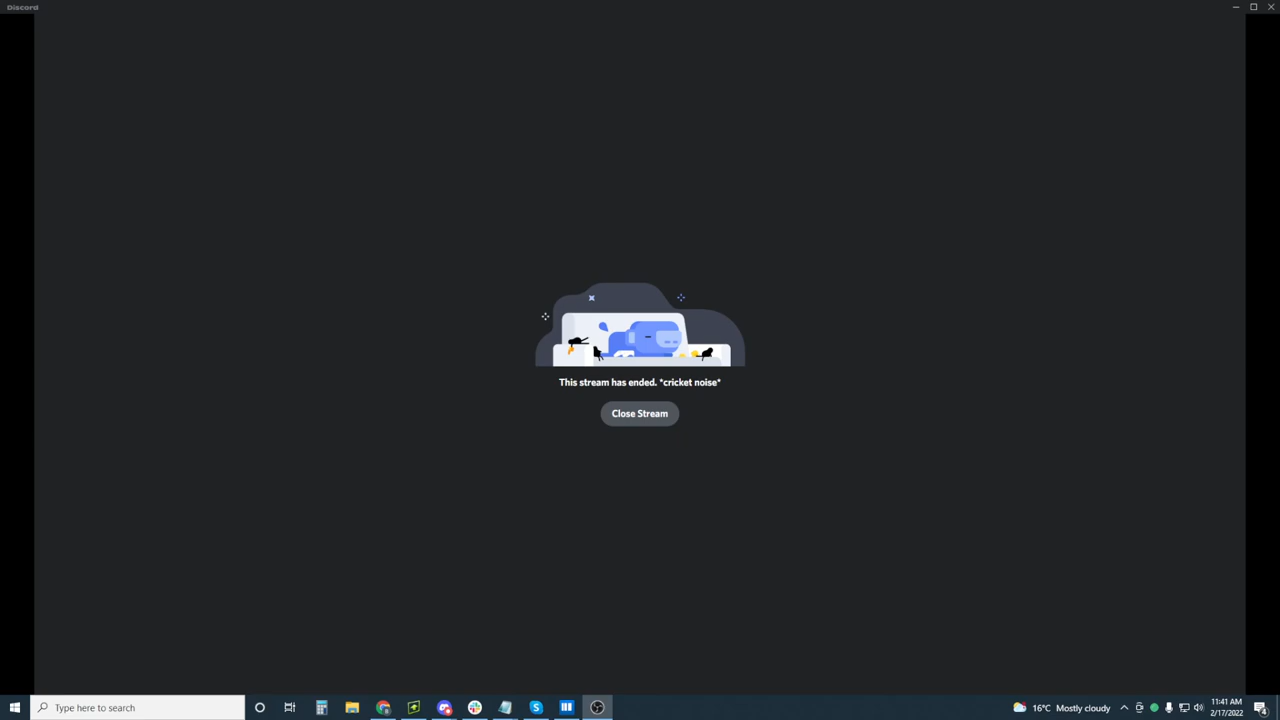 Discord
This stream has ended. *cricket noise*
Close Stream
Type here to search
16°C Mostly cloudy
11:41 AM
2/17/2022
4